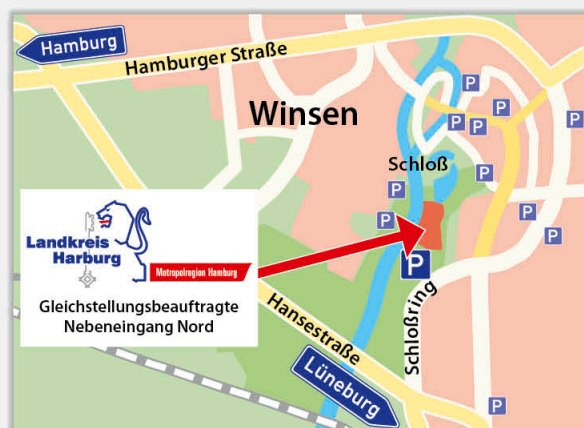 Hamburg
Hamburger Straße
Winsen
Schloß
Landkreis
Harburg
Metropolregion Hamburg
Gleichstellungsbeauftragte
Nebeneingang Nord
Hansestraße
Schloßring
Lüneburg
P
P
P
P
P
P
P
P
P
P
P
P
P